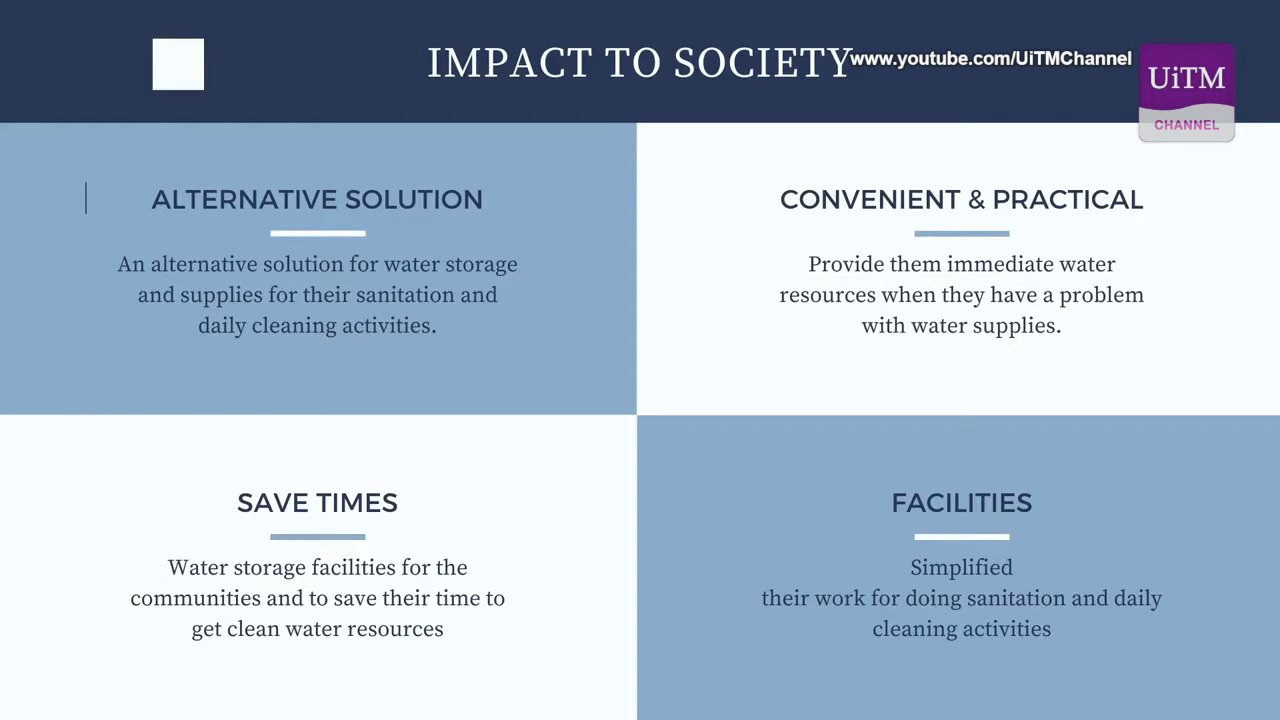 IMPACT TO SOCIETY
www.youtube.com/UiTMChannel
UiTM
CHANNEL
ALTERNATIVE SOLUTION
An alternative solution for water storage
and supplies for their sanitation and
daily cleaning activities.
CONVENIENT & PRACTICAL
Provide them immediate water
resources when they have a problem
with water supplies.
SAVE TIMES
Water storage facilities for the
communities and to save their time to
get clean water resources
FACILITIES
Simplified
their work for doing sanitation and daily
cleaning activities